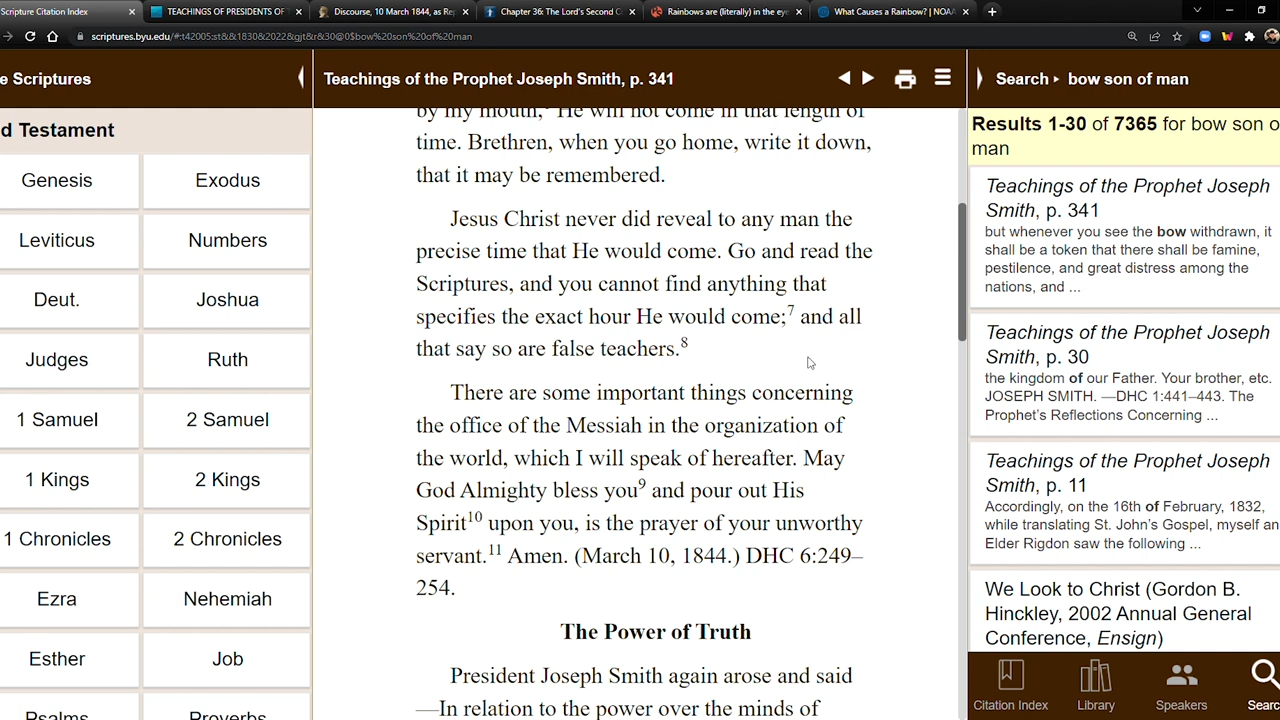 Scripture Citation Index
TEACHINGS OF PRESIDENTS OF
Discourse, 10 March 1844, as Rep
Chapter 36: The Lord's Second C
Rainbows are (literally) in the eye
What Causes a Rainbow? | NOAA
scriptures.byu.edu/#:t42005:st&&1830&2022&gjt&r&30@0$bow%20son%20of%20man
e Scriptures
d Testament
Genesis Exodus
Leviticus Numbers
Deut. Joshua
Judges Ruth
1 Samuel 2 Samuel
1 Kings 2 Kings
1 Chronicles 2 Chronicles
Ezra Nehemiah
Esther Job
Psalms Proverbs
Teachings of the Prophet Joseph Smith, p. 341
by my mouth, He will not come in that length of
time. Brethren, when you go home, write it down,
that it may be remembered.
Jesus Christ never did reveal to any man the
precise time that He would come. Go and read the
Scriptures, and you cannot find anything that
specifies the exact hour He would come;7 and all
that say so are false teachers.8
There are some important things concerning
the office of the Messiah in the organization of
the world, which I will speak of hereafter. May
God Almighty bless you9 and pour out His
Spirit10 upon you, is the prayer of your unworthy
servant.11 Amen. (March 10, 1844.) DHC 6:249–
254.
The Power of Truth
President Joseph Smith again arose and said
—In relation to the power over the minds of
Search ▸ bow son of man
Results 1-30 of 7365 for bow son o
man
Teachings of the Prophet Joseph
Smith, p. 341
but whenever you see the bow withdrawn, it
shall be a token that there shall be famine,
pestilence, and great distress among the
nations, and ...
Teachings of the Prophet Joseph
Smith, p. 30
the kingdom of our Father. Your brother, etc.
JOSEPH SMITH. —DHC 1:441–443. The
Prophet's Reflections Concerning ...
Teachings of the Prophet Joseph
Smith, p. 11
Accordingly, on the 16th of February, 1832,
while translating St. John's Gospel, myself an
Elder Rigdon saw the following ...
We Look to Christ (Gordon B.
Hinckley, 2002 Annual General
Conference, Ensign)
Citation Index Library Speakers Searc